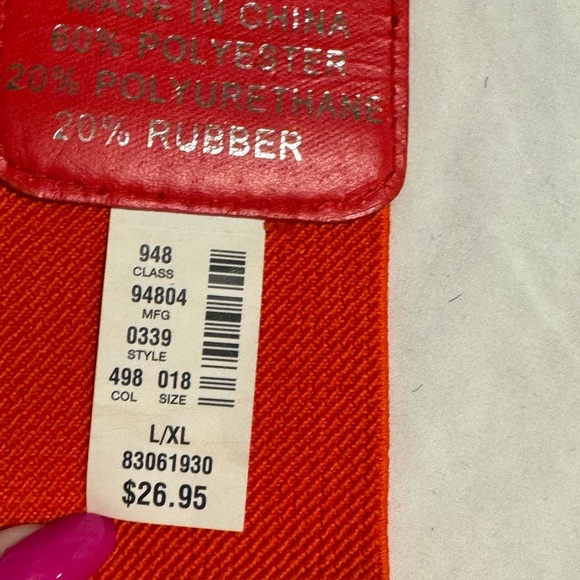 MADE IN CHINA
60% POLYESTER
20% POLYURETHANE
20% RUBBER
948
CLASS
94804
MFG
0339
STYLE
498 018
COL SIZE
L/XL
83061930
$26.95